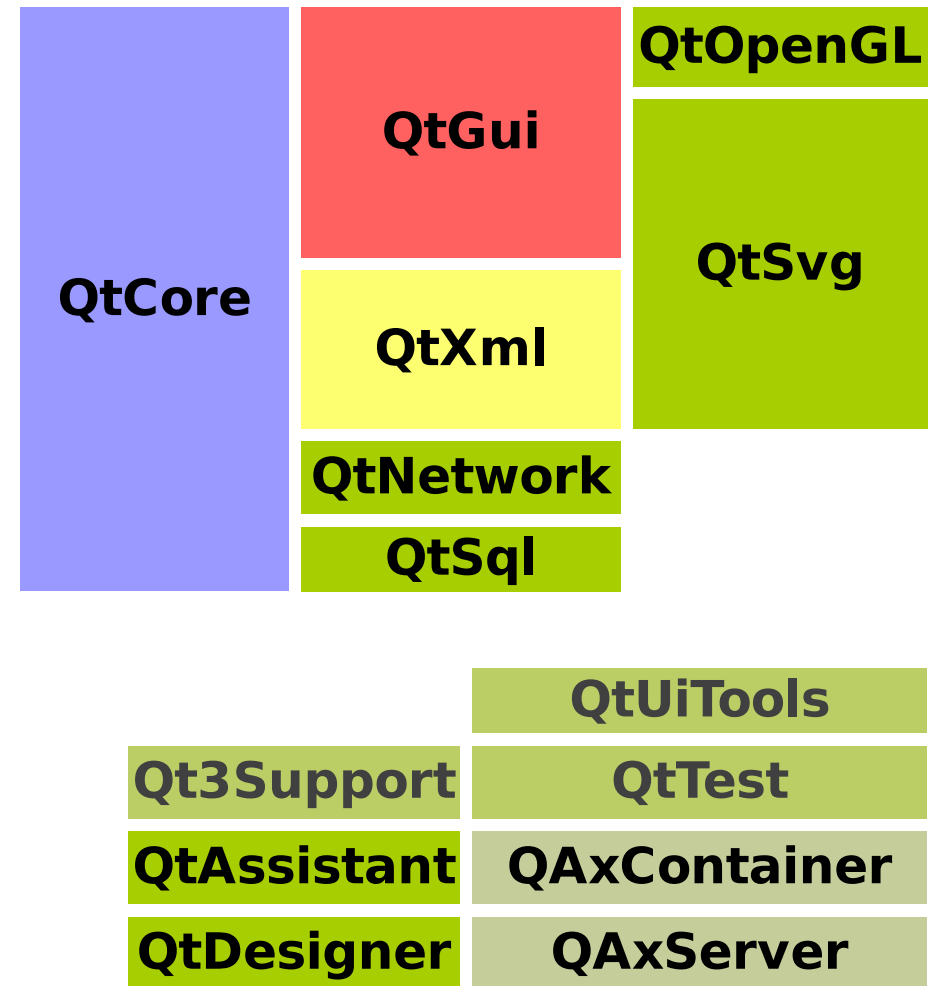 QtCore
QtGui
QtOpenGL
QtSvg
QtXml
QtNetwork
QtSql
QtUiTools
Qt3Support
QtTest
QtAssistant
QAxContainer
QtDesigner
QAxServer